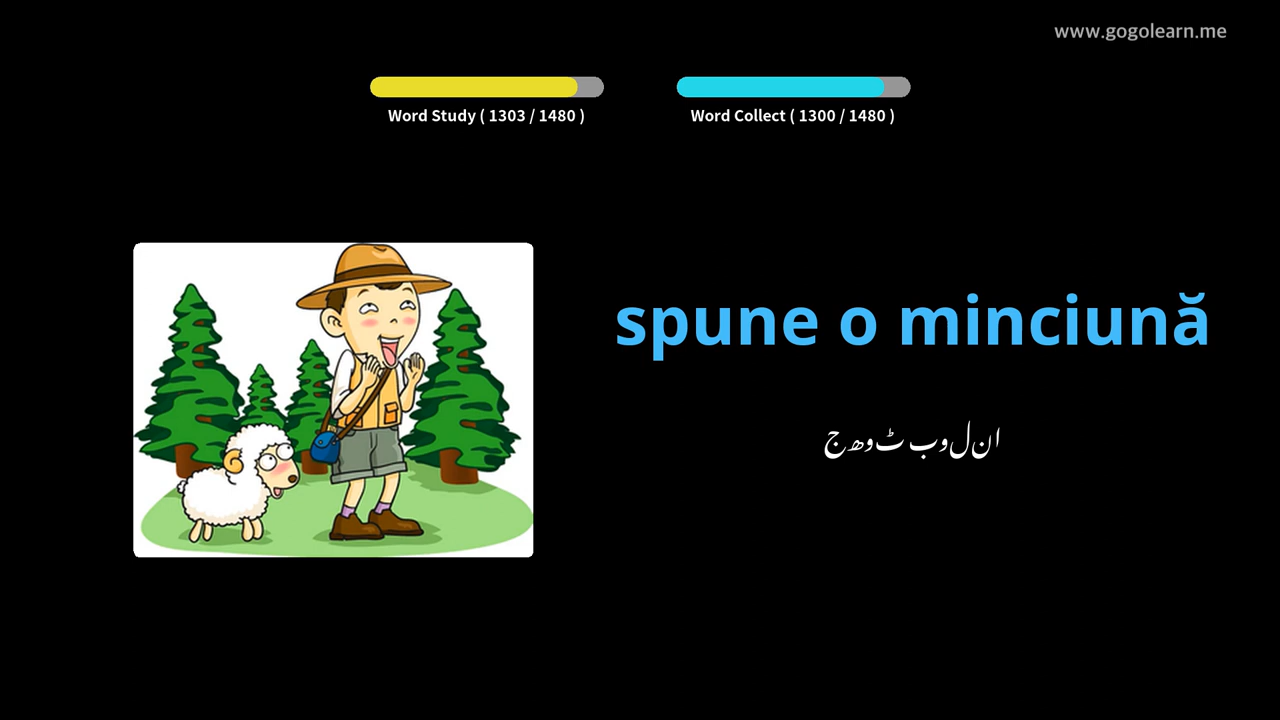 www.gogolearn.me
Word Study ( 1303 / 1480 )
Word Collect ( 1300 / 1480 )
spune o minciună
جھوٹ بولنا